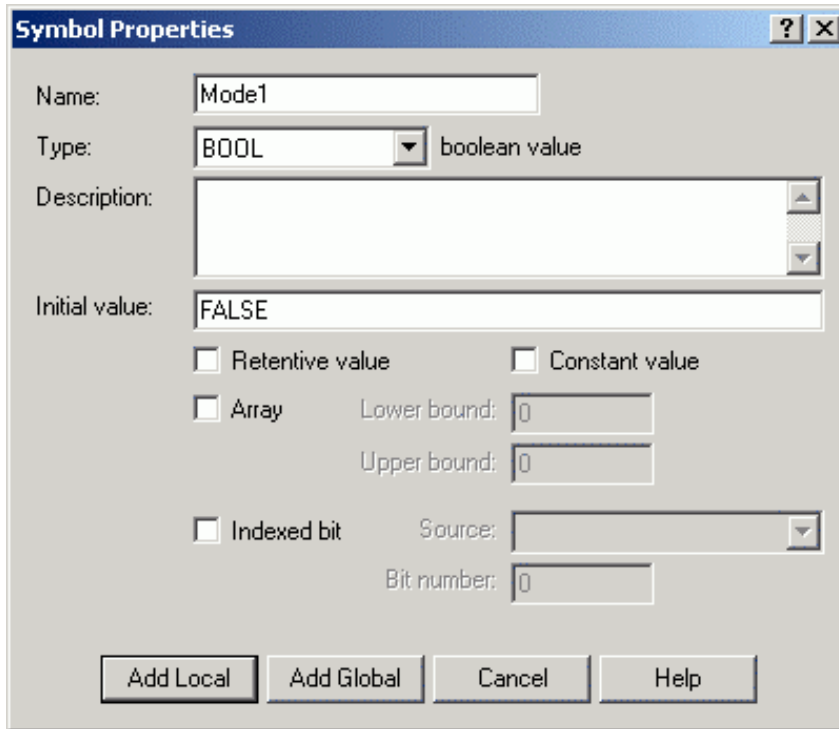 Symbol Properties
Name: Mode1
Type: BOOL boolean value
Description:
Initial value: FALSE
Retentive value Constant value
Array Lower bound: 0
Upper bound: 0
Indexed bit Source:
Bit number: 0
Add Local Add Global Cancel Help